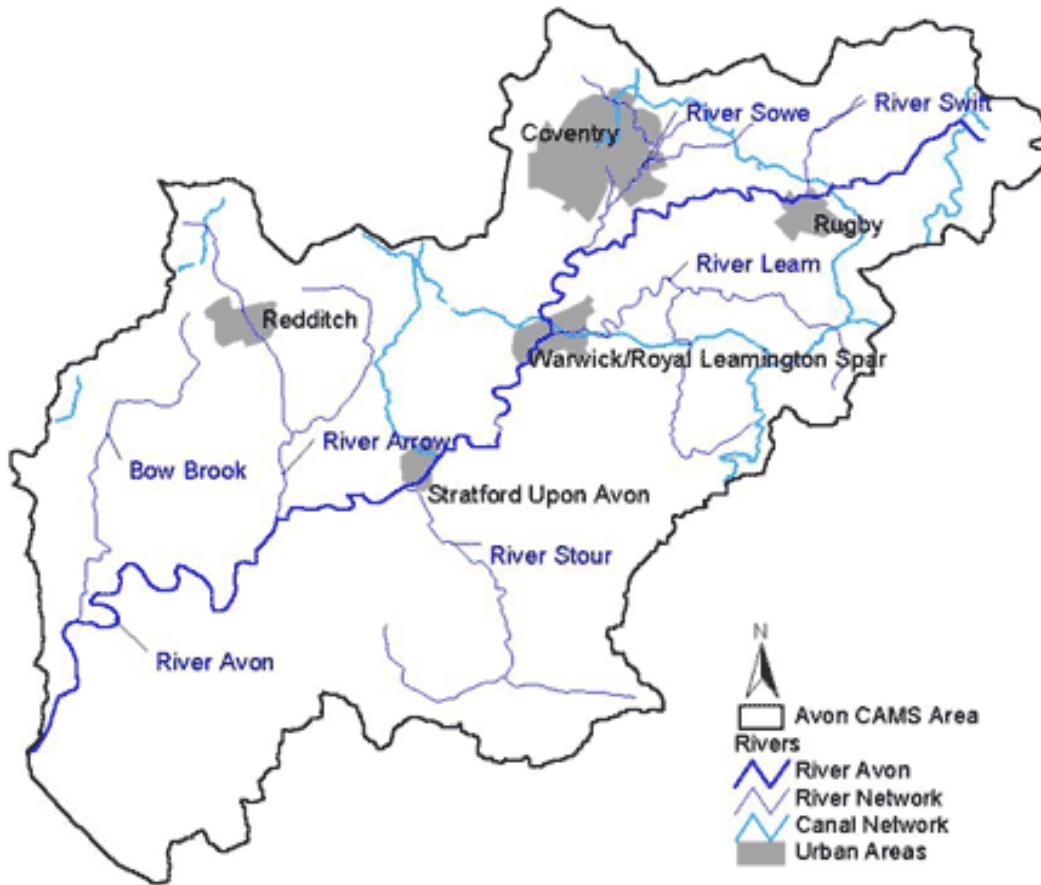 River Sowe
River Swift
Coventry
Rugby
River Leam
Redditch
Warwick/Royal Leamington Spar
River Arrow
Bow Brook
Stratford Upon Avon
River Stour
River Avon
N
Avon CAMS Area
Rivers
River Avon
River Network
Canal Network
Urban Areas